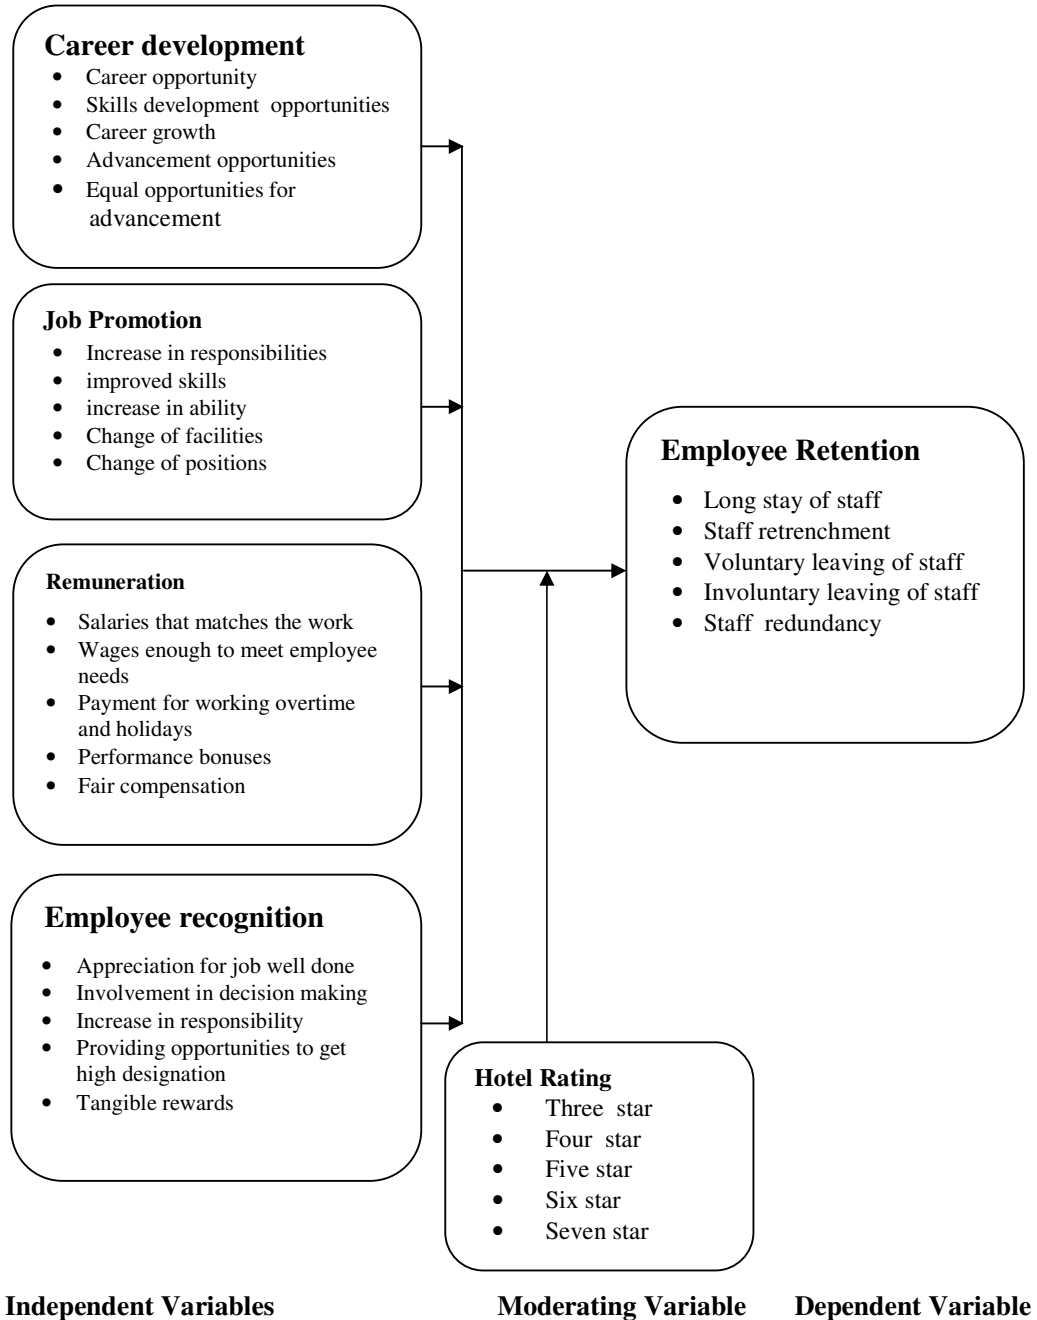 Career development
• Career opportunity
• Skills development opportunities
• Career growth
• Advancement opportunities
• Equal opportunities for
advancement
Job Promotion
• Increase in responsibilities
• improved skills
• increase in ability
• Change of facilities
• Change of positions
Remuneration
• Salaries that matches the work
• Wages enough to meet employee
needs
• Payment for working overtime
and holidays
• Performance bonuses
• Fair compensation
Employee recognition
• Appreciation for job well done
• Involvement in decision making
• Increase in responsibility
• Providing opportunities to get
high designation
• Tangible rewards
Employee Retention
• Long stay of staff
• Staff retrenchment
• Voluntary leaving of staff
• Involuntary leaving of staff
• Staff redundancy
Hotel Rating
• Three star
• Four star
• Five star
• Six star
• Seven star
Independent Variables
Moderating Variable
Dependent Variable